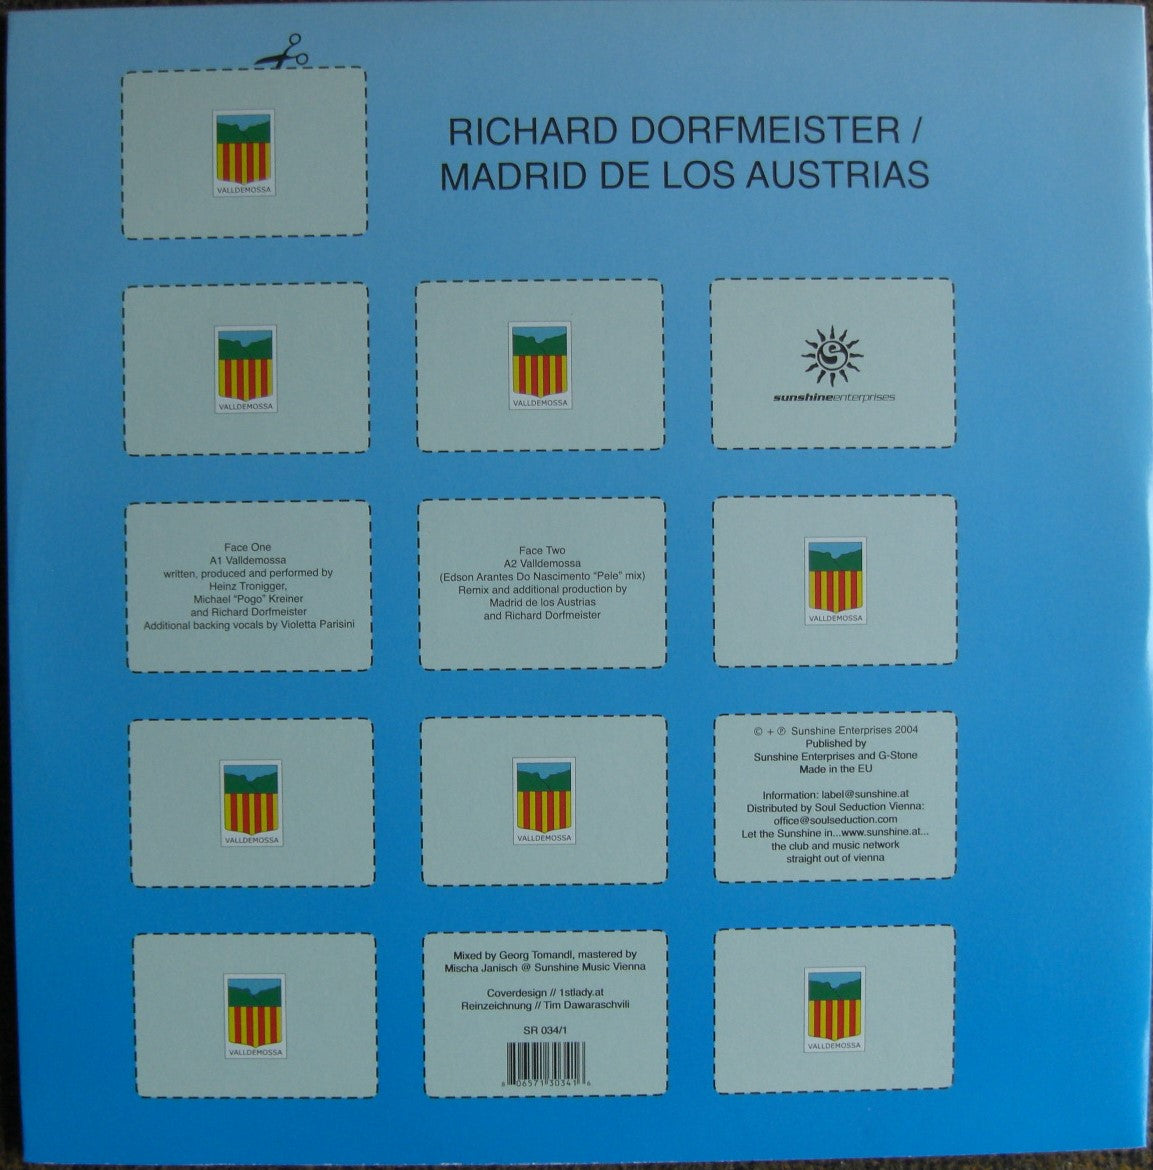 RICHARD DORFMEISTER /
MADRID DE LOS AUSTRIAS
VALLDEMOSSA
VALLDEMOSSA
VALLDEMOSSA
sunshineenterprises
Face One
A1 Valldemossa
written, produced and performed by
Heinz Tronigger,
Michael "Pogo" Kreiner
and Richard Dorfmeister
Additional backing vocals by Violetta Parisini
Face Two
A2 Valldemossa
(Edson Arantes Do Nascimento "Pele" mix)
Remix and additional production by
Madrid de los Austrias
and Richard Dorfmeister
VALLDEMOSSA
VALLDEMOSSA
VALLDEMOSSA
© + ℗ Sunshine Enterprises 2004
Published by
Sunshine Enterprises and G-Stone
Made in the EU
Information: label@sunshine.at
Distributed by Soul Seduction Vienna:
office@soulseduction.com
Let the Sunshine in...www.sunshine.at...
the club and music network
straight out of vienna
VALLDEMOSSA
Mixed by Georg Tomandl, mastered by
Mischa Janisch @ Sunshine Music Vienna
Coverdesign // 1stlady.at
Reinzeichnung // Tim Dawaraschvili
SR 034/1
8 06571 30341 6
VALLDEMOSSA